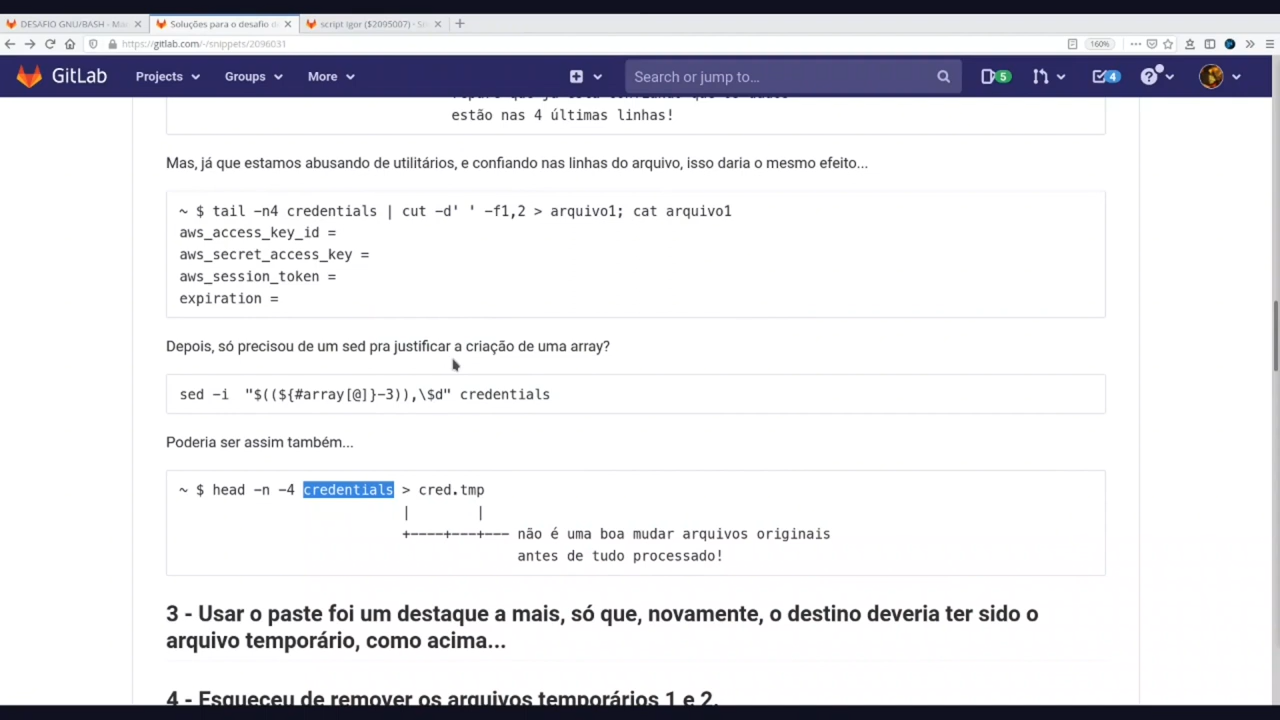 DESAFIO GNU/BASH - Ma
Soluções para o desafio d
script igor ($2095007) · Sni
https://gitlab.com/-/snippets/2096031
160%
GitLab
Projects
Groups
More
Search or jump to...
5
4
estão nas 4 últimas linhas!
Mas, já que estamos abusando de utilitários, e confiando nas linhas do arquivo, isso daria o mesmo efeito...
~ $ tail -n4 credentials | cut -d' ' -f1,2 > arquivo1; cat arquivo1
aws_access_key_id =
aws_secret_access_key =
aws_session_token =
expiration =
Depois, só precisou de um sed pra justificar a criação de uma array?
sed -i  "$((${#array[@]}-3)),\$d" credentials
Poderia ser assim também...
~ $ head -n -4 credentials > cred.tmp
| |
+----+---+--- não é uma boa mudar arquivos originais
antes de tudo processado!
3 - Usar o paste foi um destaque a mais, só que, novamente, o destino deveria ter sido o
arquivo temporário, como acima...
4 - Esqueceu de remover os arquivos temporários 1 e 2.